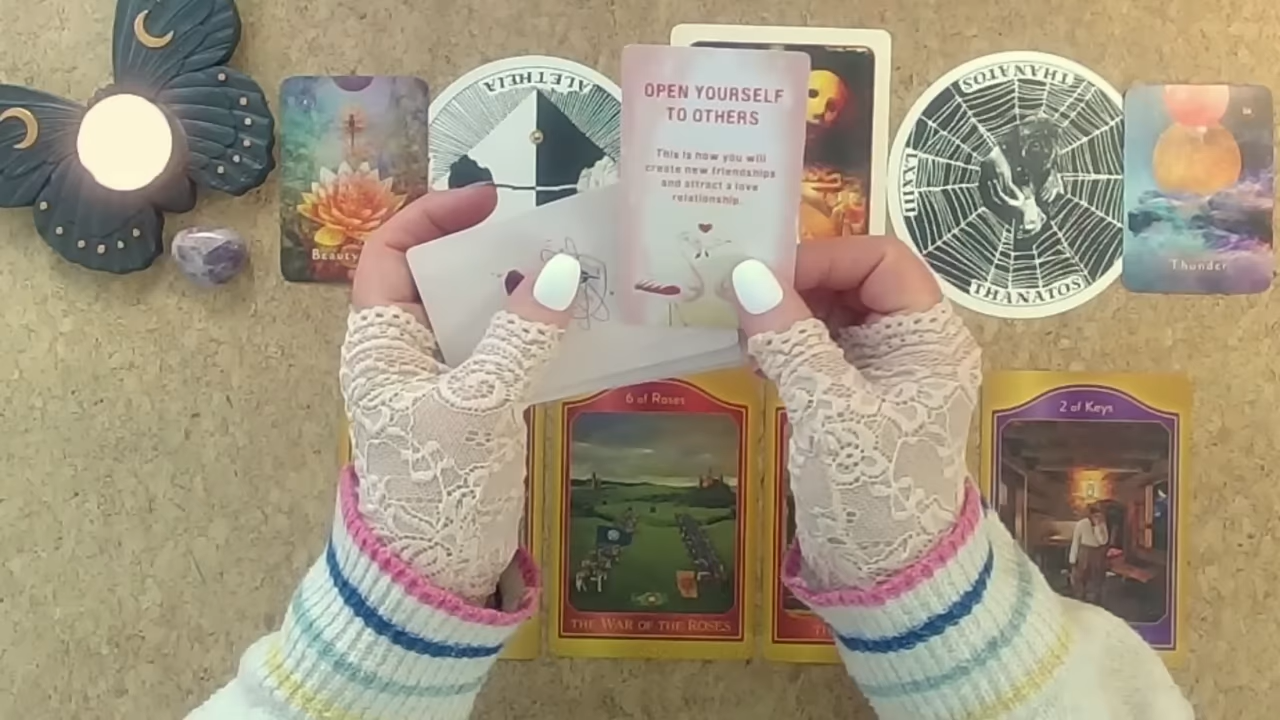 ALETHEIA
OPEN YOURSELF
TO OTHERS
This is how you will
create new friendships
and attract a love
relationship.
THANATOS
LXXIII
THANATOS
Beauty
Thunder
6 of Roses
THE WAR OF THE ROSES
2 of Keys